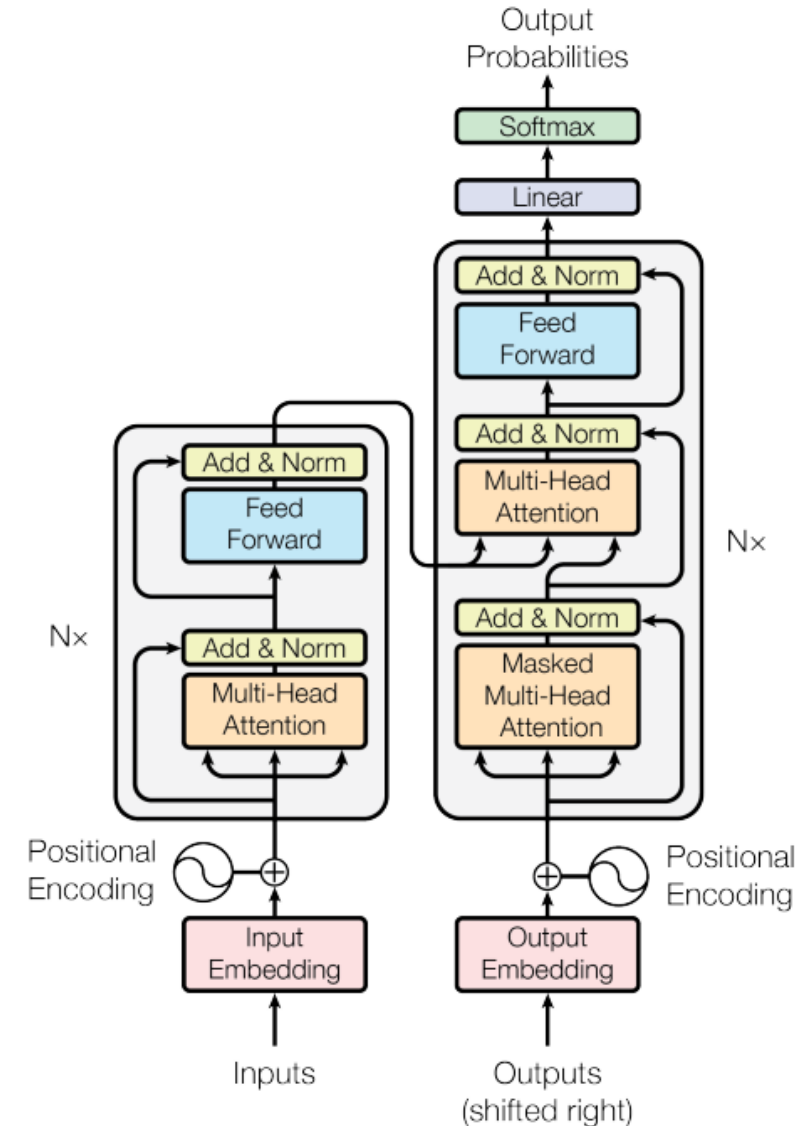 Output
Probabilities
Softmax
Linear
Add & Norm
Feed
Forward
Add & Norm
Multi-Head
Attention
Nx
Add & Norm
Masked
Multi-Head
Attention
Add & Norm
Feed
Forward
Nx
Add & Norm
Multi-Head
Attention
Positional
Encoding
Positional
Encoding
Input
Embedding
Output
Embedding
Inputs
Outputs
(shifted right)